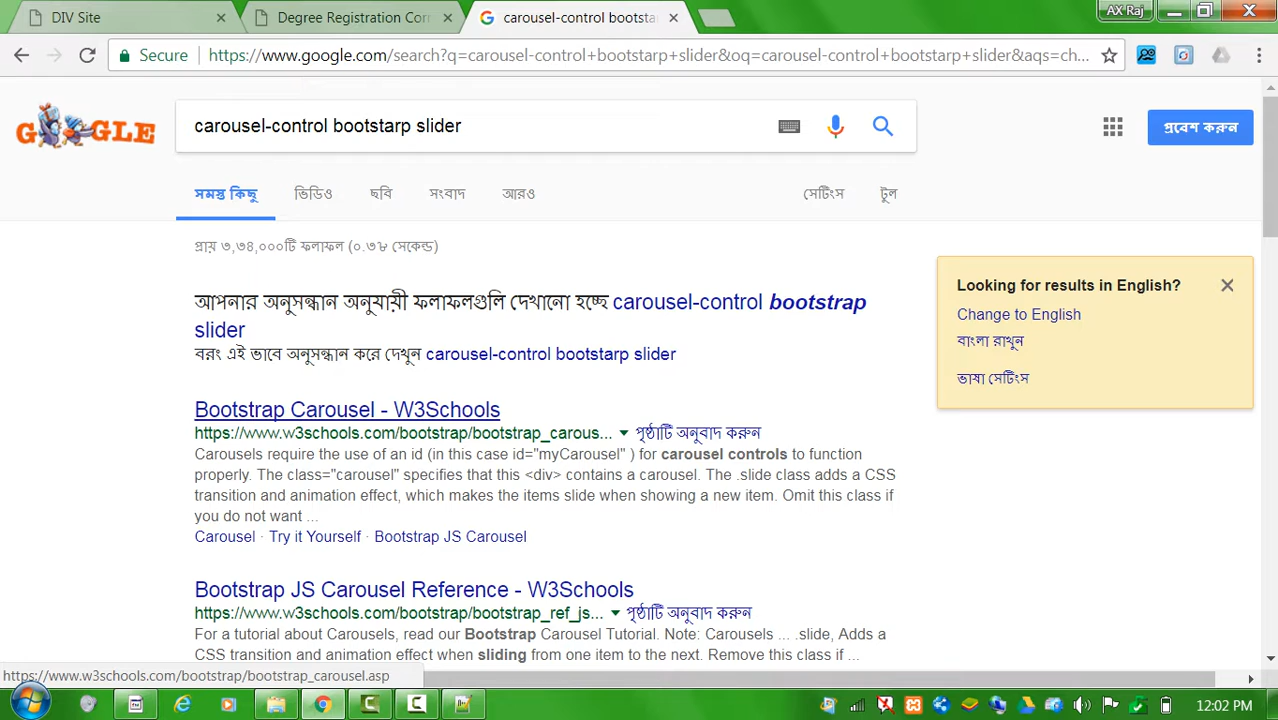 DIV Site
Degree Registration Cor
carousel-control bootsta
AX Raj
Secure
https://www.google.com/search?q=carousel-control+bootstarp+slider&oq=carousel-control+bootstarp+slider&aqs=ch...
GOOGLE
carousel-control bootstarp slider
প্রবেশ করুন
সমস্ত কিছু
ভিডিও
ছবি
সংবাদ
আরও
সেটিংস
টুল
প্রায় ৩,৩৪,০০০টি ফলাফল (০.৩৮ সেকেন্ড)
আপনার অনুসন্ধান অনুযায়ী ফলাফলগুলি দেখানো হচ্ছে carousel-control bootstrap
slider
বরং এই ভাবে অনুসন্ধান করে দেখুন carousel-control bootstarp slider
Looking for results in English?
Change to English
বাংলা রাখুন
ভাষা সেটিংস
Bootstrap Carousel - W3Schools
https://www.w3schools.com/bootstrap/bootstrap_carous... পৃষ্ঠাটি অনুবাদ করুন
Carousels require the use of an id (in this case id="myCarousel" ) for carousel controls to function
properly. The class="carousel" specifies that this <div> contains a carousel. The .slide class adds a CSS
transition and animation effect, which makes the items slide when showing a new item. Omit this class if
you do not want ...
Carousel · Try it Yourself · Bootstrap JS Carousel
Bootstrap JS Carousel Reference - W3Schools
https://www.w3schools.com/bootstrap/bootstrap_ref_js... পৃষ্ঠাটি অনুবাদ করুন
For a tutorial about Carousels, read our Bootstrap Carousel Tutorial. Note: Carousels ... .slide, Adds a
CSS transition and animation effect when sliding from one item to the next. Remove this class if ...
https://www.w3schools.com/bootstrap/bootstrap_carousel.asp
12:02 PM